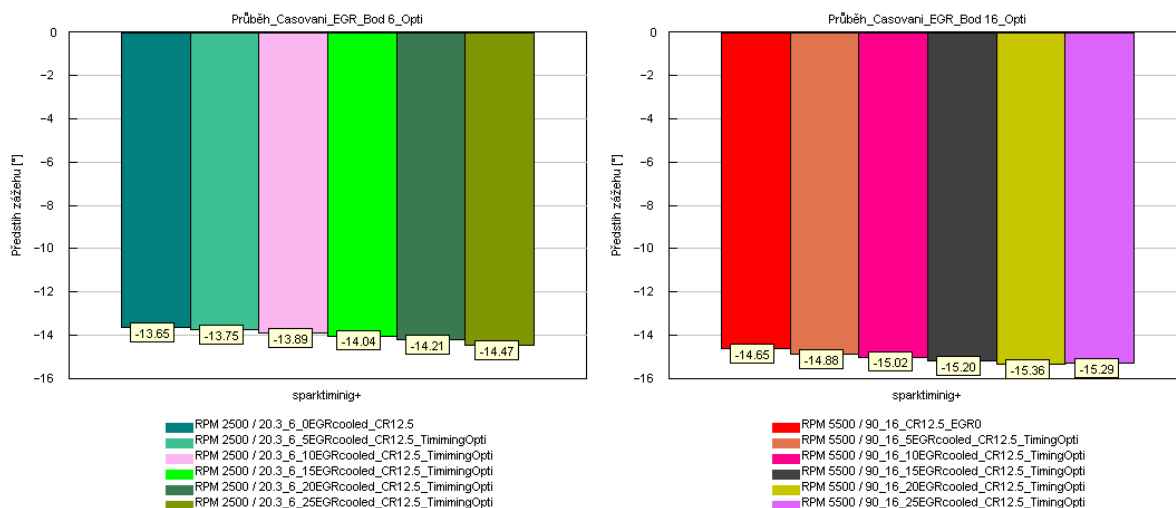 Průběh_Casovani_EGR_Bod 6_Opti
0
−2
−4
−6
−8
−10
−12
−14
−16
Předstih zážehu [°]
-13.65
-13.75
-13.89
-14.04
-14.21
-14.47
sparktiminig+
RPM 2500 / 20.3_6_0EGRcooled_CR12.5
RPM 2500 / 20.3_6_5EGRcooled_CR12.5_TimimingOpti
RPM 2500 / 20.3_6_10EGRcooled_CR12.5_TimimingOpti
RPM 2500 / 20.3_6_15EGRcooled_CR12.5_TimimingOpti
RPM 2500 / 20.3_6_20EGRcooled_CR12.5_TimimingOpti
RPM 2500 / 20.3_6_25EGRcooled_CR12.5_TimimingOpti
Průběh_Casovani_EGR_Bod 16_Opti
0
−2
−4
−6
−8
−10
−12
−14
−16
Předstih zážehu [°]
-14.65
-14.88
-15.02
-15.20
-15.36
-15.29
sparktiminig+
RPM 5500 / 90_16_CR12.5_EGR0
RPM 5500 / 90_16_5EGRcooled_CR12.5_TimingOpti
RPM 5500 / 90_16_10EGRcooled_CR12.5_TimingOpti
RPM 5500 / 90_16_15EGRcooled_CR12.5_TimingOpti
RPM 5500 / 90_16_20EGRcooled_CR12.5_TimingOpti
RPM 5500 / 90_16_25EGRcooled_CR12.5_TimingOpti